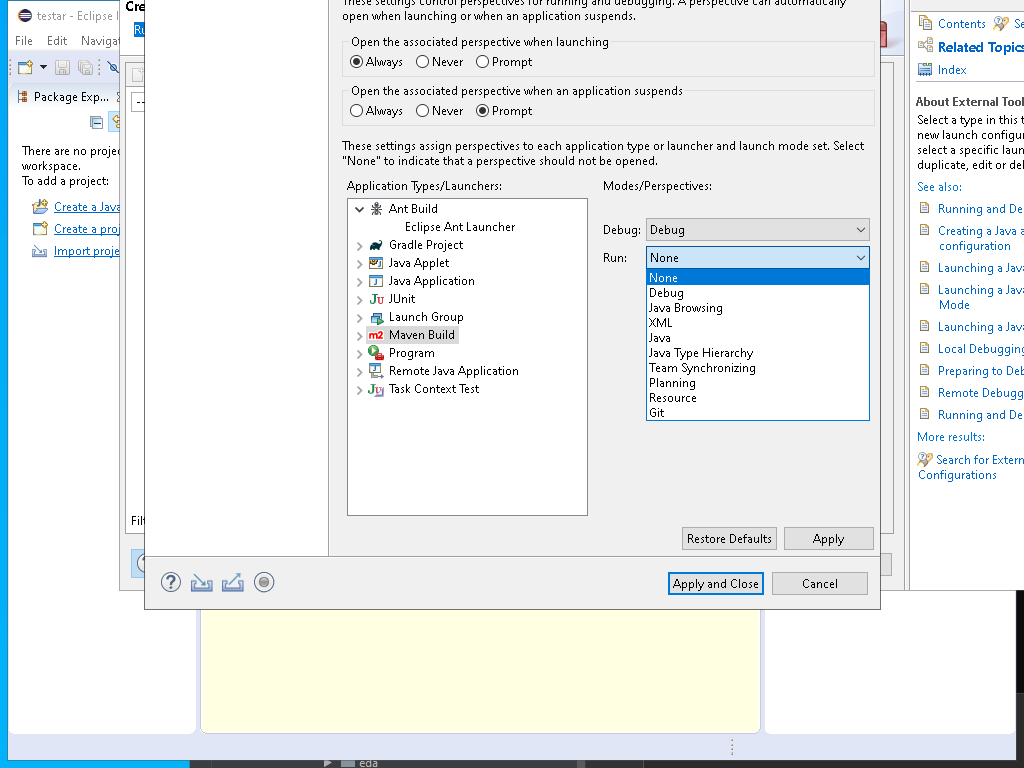 testar - Eclipse I
File Edit Navigat
Package Exp...
There are no projec
workspace.
To add a project:
Create a Java
Create a proj
Import proje
Cre
Ru
Filt
These settings control perspectives for running and debugging. A perspective can automatically
open when launching or when an application suspends.
Open the associated perspective when launching
Always Never Prompt
Open the associated perspective when an application suspends
Always Never Prompt
These settings assign perspectives to each application type or launcher and launch mode set. Select
"None" to indicate that a perspective should not be opened.
Application Types/Launchers:
Ant Build
Eclipse Ant Launcher
Gradle Project
Java Applet
Java Application
JUnit
Launch Group
Maven Build
Program
Remote Java Application
Task Context Test
Modes/Perspectives:
Debug: Debug
Run: None
None
Debug
Java Browsing
XML
Java
Java Type Hierarchy
Team Synchronizing
Planning
Resource
Git
Restore Defaults Apply
Apply and Close Cancel
Contents Se
Related Topics
Index
About External Tool
Select a type in this t
new launch configur
select a specific laun
duplicate, edit or del
See also:
Running and De
Creating a Java a
configuration
Launching a Java
Launching a Java
Mode
Launching a Java
Local Debugging
Preparing to Deb
Remote Debugg
Running and De
More results:
Search for Extern
Configurations
eda